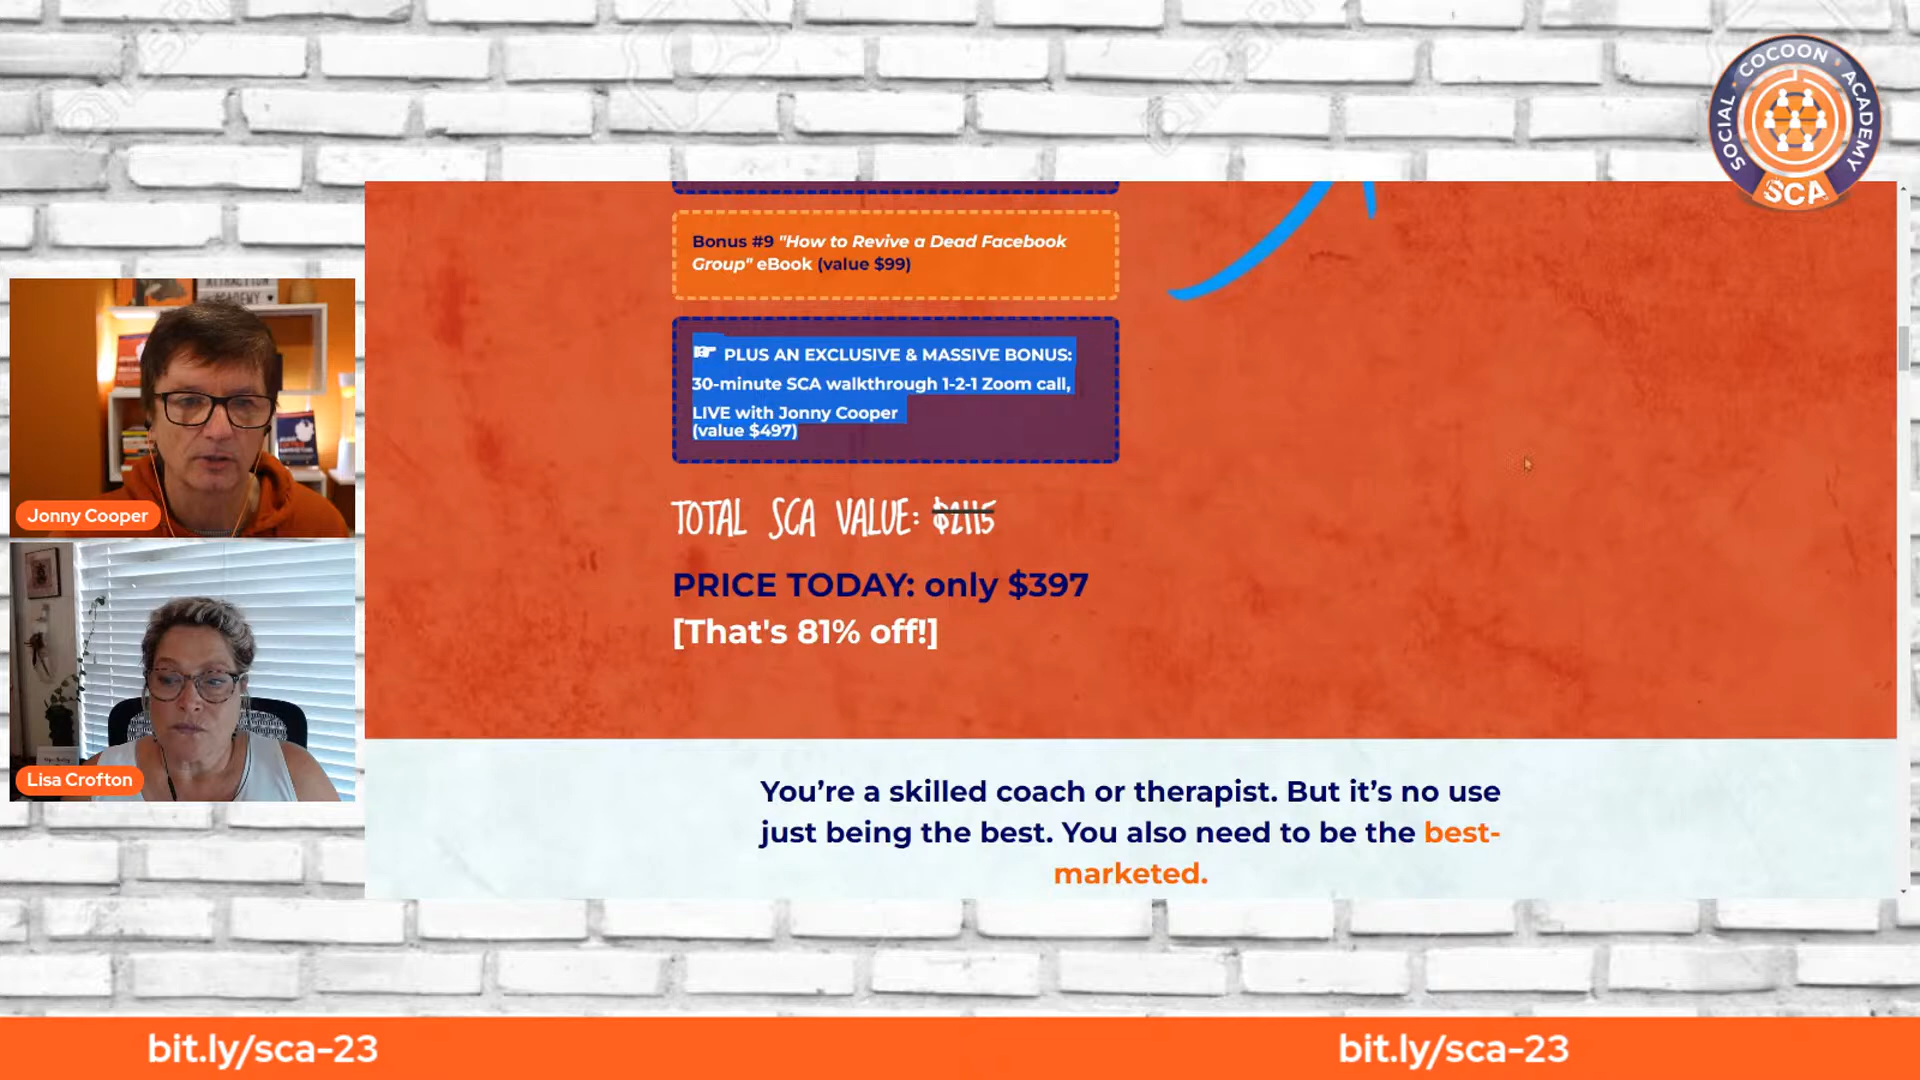 SOCIAL COCOON ACADEMY
SCA
Bonus #9 "How to Revive a Dead Facebook
Group" eBook (value $99)
☞ PLUS AN EXCLUSIVE & MASSIVE BONUS:
30-minute SCA walkthrough 1-2-1 Zoom call,
LIVE with Jonny Cooper
(value $497)
TOTAL SCA VALUE: $2115
PRICE TODAY: only $397
[That's 81% off!]
You're a skilled coach or therapist. But it's no use
just being the best. You also need to be the best-
marketed.
ACADEMY
Jonny Cooper
Lisa Crofton
bit.ly/sca-23
bit.ly/sca-23